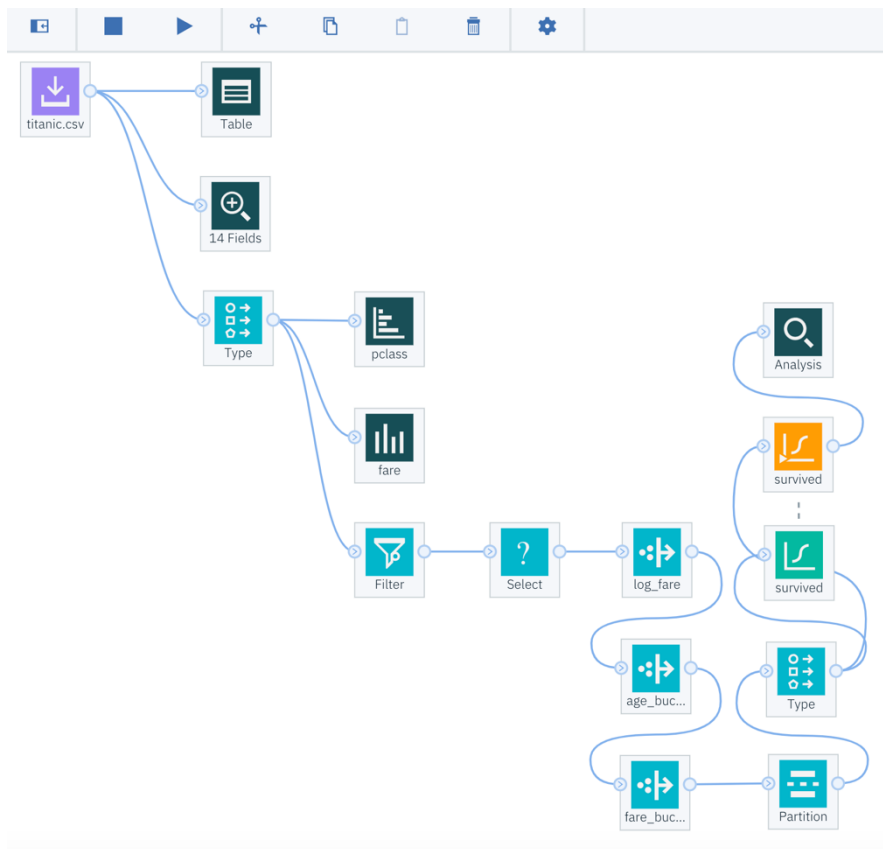 titanic.csv
Table
14 Fields
Type
pclass
Analysis
fare
survived
Filter
?
Select
log_fare
survived
age_buc...
Type
fare_buc...
Partition